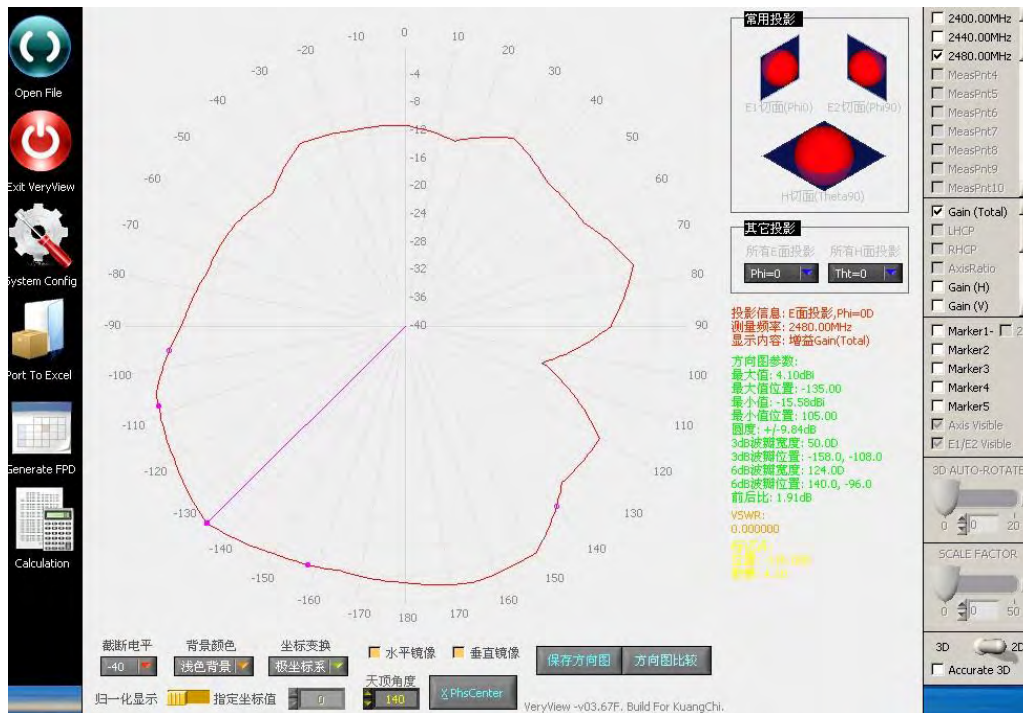 Open File
Exit VeryView
System Config
Port To Excel
Generate FPD
Calculation
0
-10
10
-20
20
-30
30
-40
40
-50
50
-60
60
-70
70
-80
80
-90
90
-100
100
-110
110
-120
120
-130
130
-140
140
-150
150
-160
160
-170
170
180
-4
-8
-12
-16
-20
-24
-28
-32
-36
-40
常用投影
E1切面(Phi0)
E2切面(Phi90)
H切面(Theta90)
其它投影
所有E面投影
所有H面投影
Phi=0
Tht=0
投影信息: E面投影,Phi=0D
测量频率: 2480.00MHz
显示内容: 增益Gain(Total)
方向图参数:
最大值: 4.10dBi
最大值位置: -135.00
最小值: -15.58dBi
最小值位置: 105.00
圆度: +/-9.84dB
3dB波瓣宽度: 50.0D
3dB波瓣位置: -158.0, -108.0
6dB波瓣宽度: 124.0D
6dB波瓣位置: 140.0, -96.0
前后比: 1.91dB
VSWR:
0.000000
2400.00MHz
2440.00MHz
2480.00MHz
MeasPnt4
MeasPnt5
MeasPnt6
MeasPnt7
MeasPnt8
MeasPnt9
MeasPnt10
Gain (Total)
LHCP
RHCP
AxisRatio
Gain (H)
Gain (V)
Marker1- 2
Marker2
Marker3
Marker4
Marker5
Axis Visible
E1/E2 Visible
3D AUTO-ROTATE
0 0 20
SCALE FACTOR
0 0 50
3D 2D
Accurate 3D
截断电平 背景颜色 坐标变换
-40 浅色背景 极坐标系
水平镜像 垂直镜像
保存方向图 方向图比较
归一化显示 指定坐标值 0
天顶角度
140
PhsCenter
VeryView -v03.67F. Build For KuangChi.